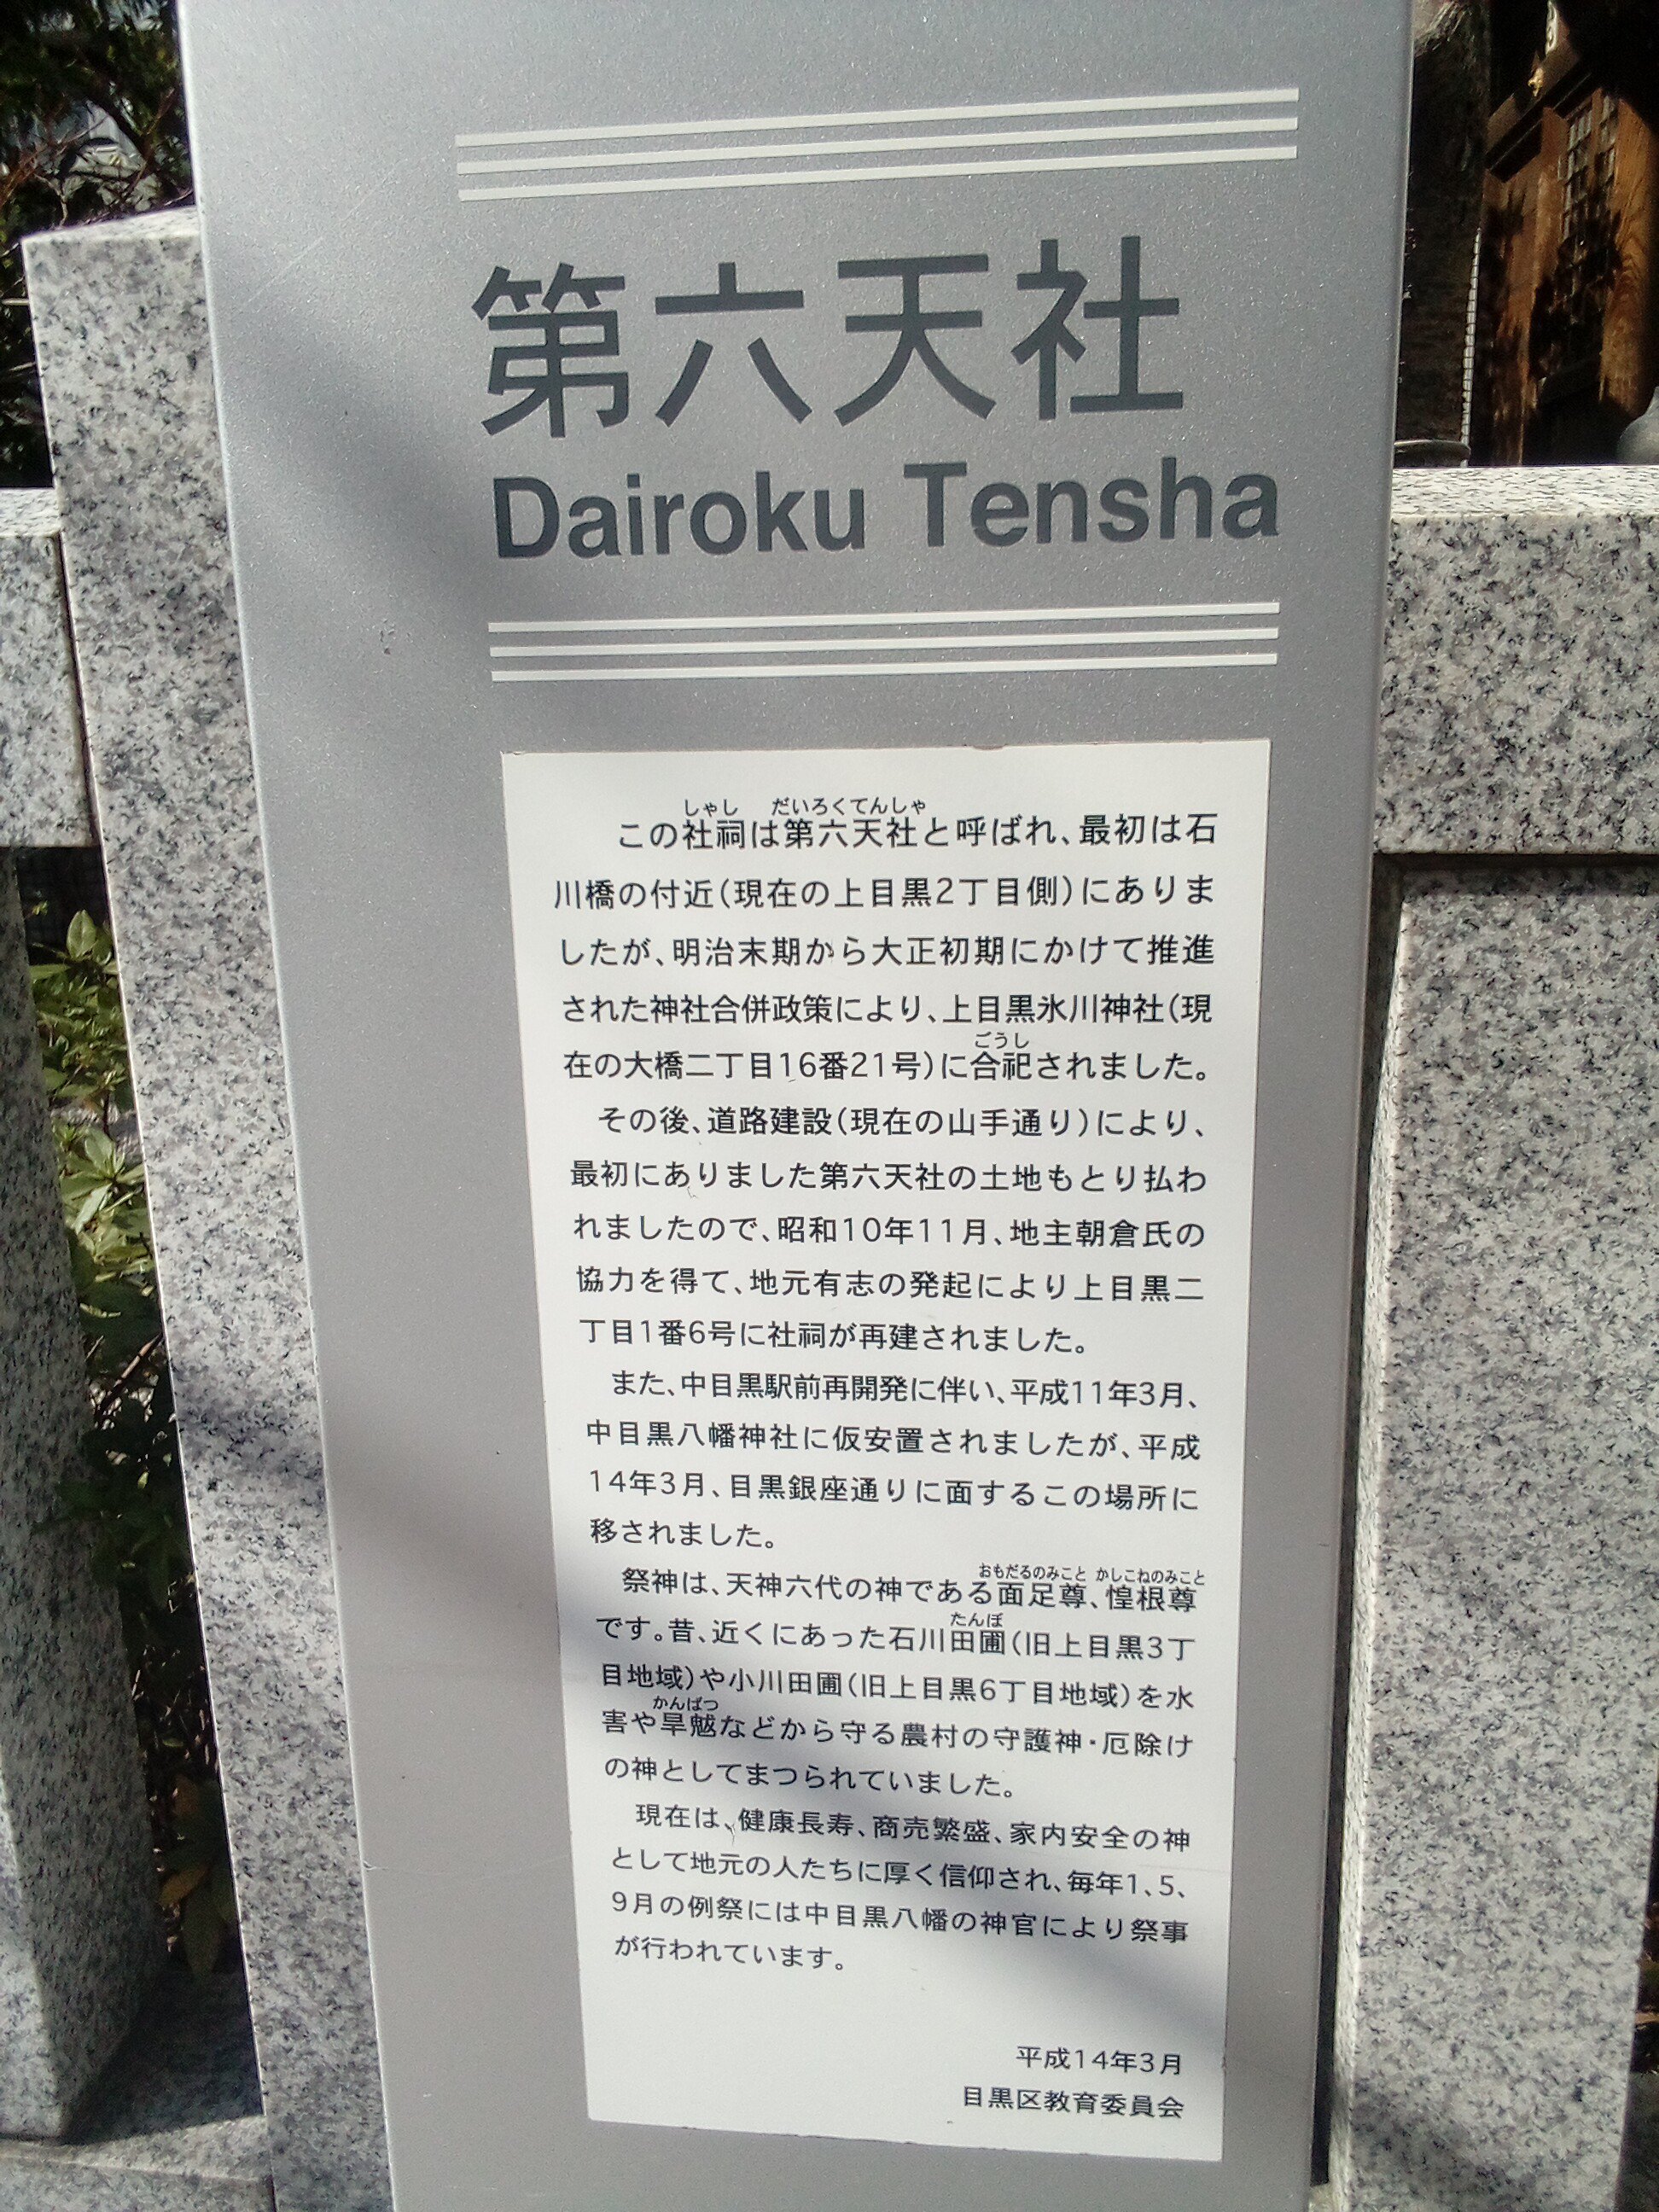 第六天社
Dairoku Tensha
しゃし だいろくてんしゃ
この社祠は第六天社と呼ばれ、最初は石
川橋の付近(現在の上目黒2丁目側)にありま
したが、明治末期から大正初期にかけて推進
された神社合併政策により、上目黒氷川神社(現
ごうし
在の大橋二丁目16番21号)に合祀されました。
その後、道路建設(現在の山手通り)により、
最初にありました第六天社の土地もとり払わ
れましたので、昭和10年11月、地主朝倉氏の
協力を得て、地元有志の発起により上目黒二
丁目1番6号に社祠が再建されました。
また、中目黒駅前再開発に伴い、平成11年3月、
中目黒八幡神社に仮安置されましたが、平成
14年3月、目黒銀座通りに面するこの場所に
移されました。
おもだるのみこと かしこねのみこと
祭神は、天神六代の神である面足尊、惶根尊
たんぼ
です。昔、近くにあった石川田圃(旧上目黒3丁
目地域)や小川田圃(旧上目黒6丁目地域)を水
かんばつ
害や旱魃などから守る農村の守護神・厄除け
の神としてまつられていました。
現在は、健康長寿、商売繁盛、家内安全の神
として地元の人たちに厚く信仰され、毎年1、5、
9月の例祭には中目黒八幡の神官により祭事
が行われています。
平成14年3月
目黒区教育委員会